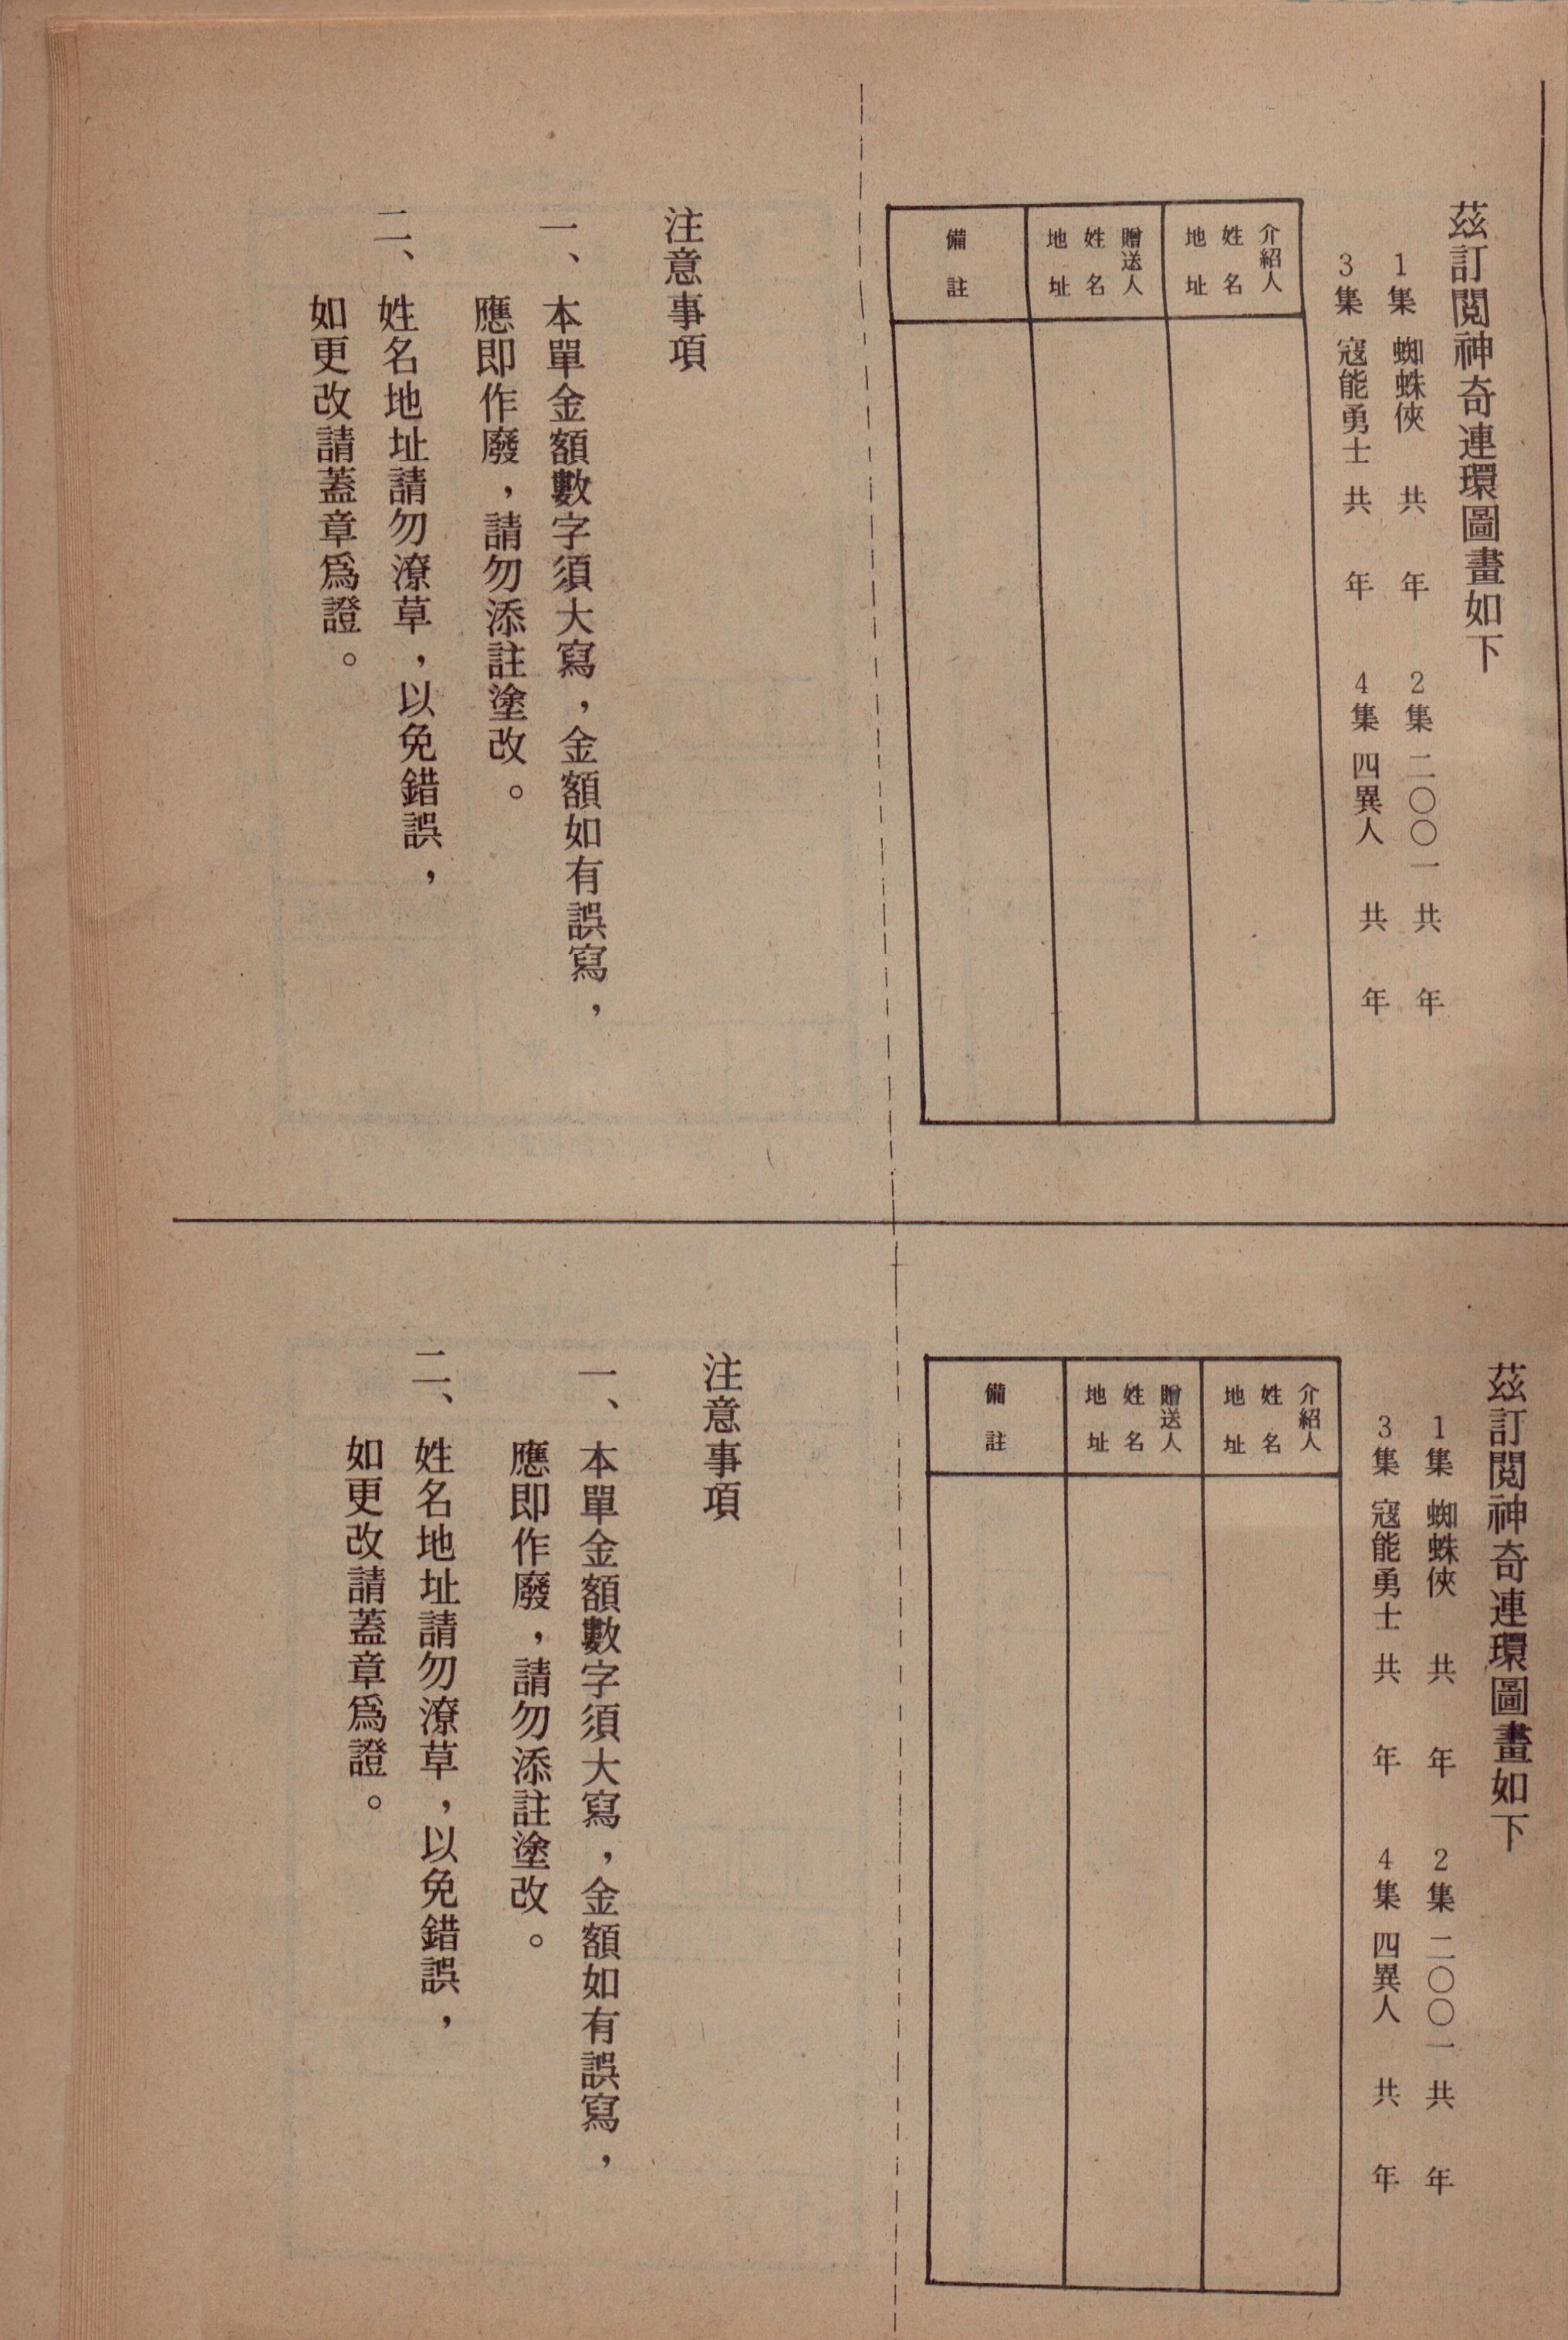 茲訂閱神奇連環圖畫如下
1集 蜘蛛俠 共 年 2集 二〇〇一 共 年
3集 寇能勇士 共 年 4集 四異人 共 年
介紹人
姓名
地址
贈送人
姓名
地址
備註
注意事項
一、本單金額數字須大寫，金額如有誤寫，
應即作廢，請勿添註塗改。
二、姓名地址請勿潦草，以免錯誤，
如更改請蓋章爲證。
茲訂閱神奇連環圖畫如下
1集 蜘蛛俠 共 年 2集 二〇〇一 共 年
3集 寇能勇士 共 年 4集 四異人 共 年
介紹人
姓名
地址
贈送人
姓名
地址
備註
注意事項
一、本單金額數字須大寫，金額如有誤寫，
應即作廢，請勿添註塗改。
二、姓名地址請勿潦草，以免錯誤，
如更改請蓋章爲證。